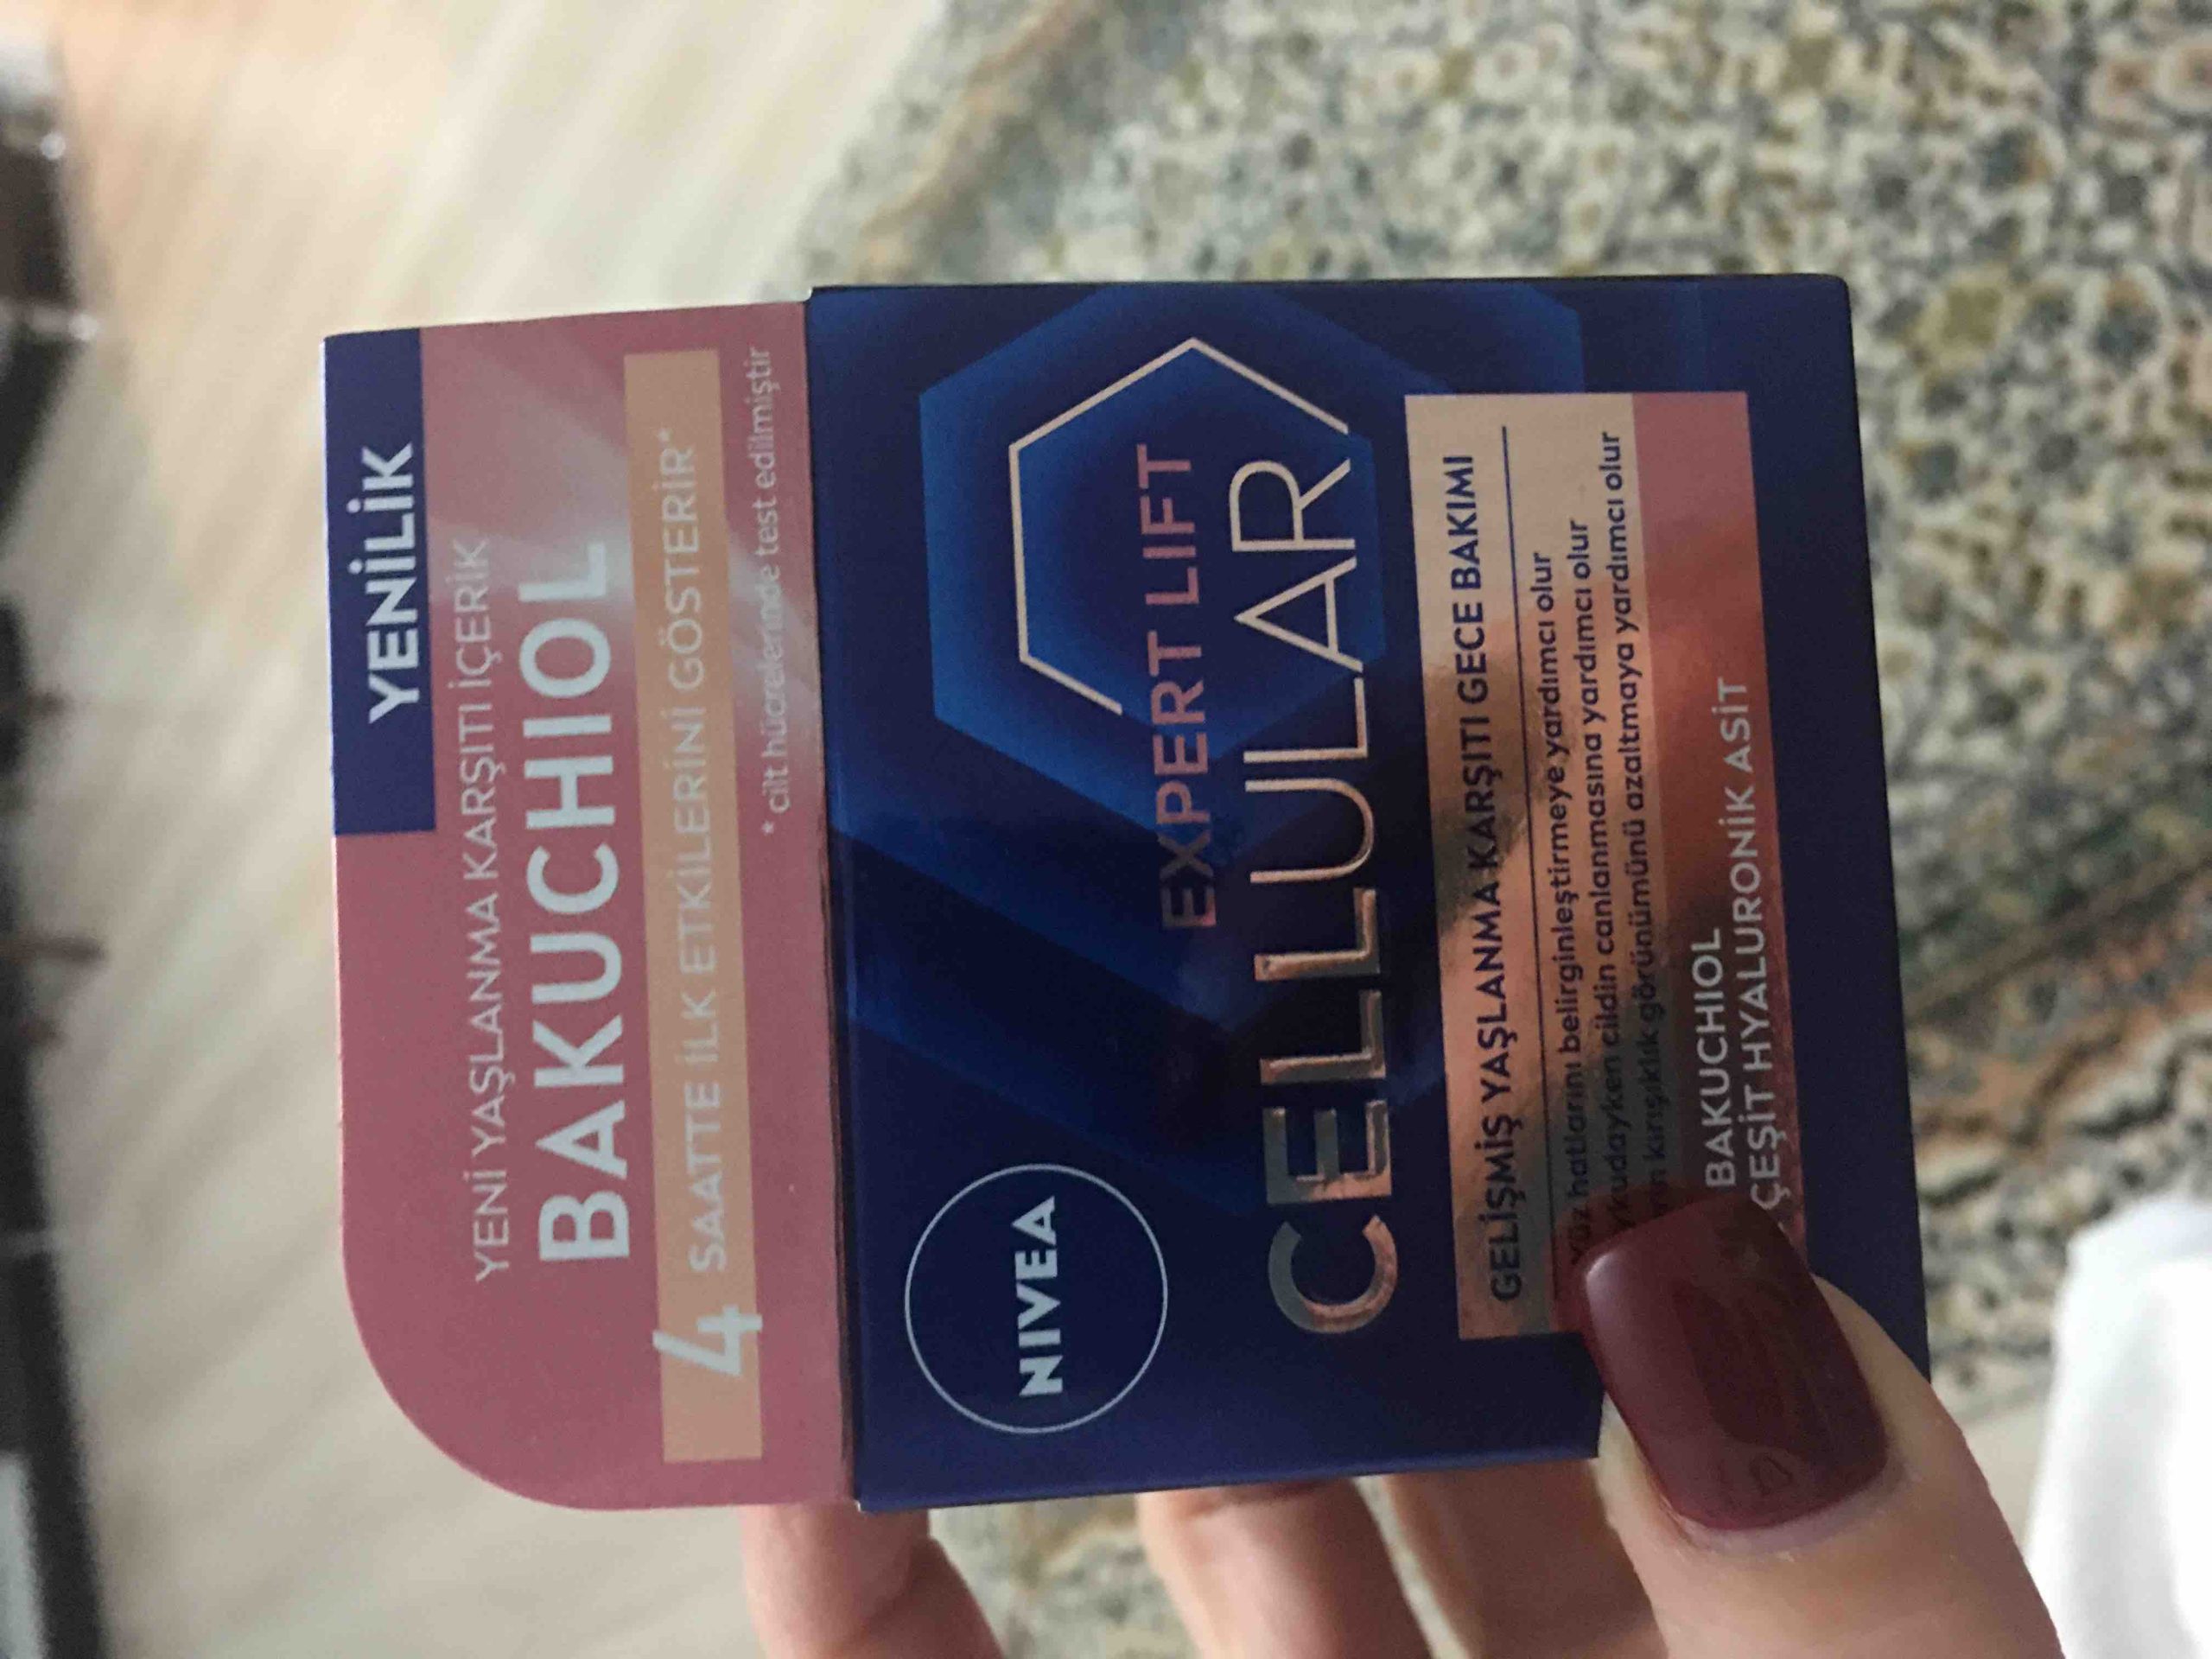 YENİLİK
YENİ YAŞLANMA KARŞITI İÇERİK
BAKUCHIOL
4 SAATTE İLK ETKİLERİNİ GÖSTERİR*
*cilt hücrelerinde test edilmiştir
NIVEA
EXPERT LIFT
CELLULAR
GELİŞMİŞ YAŞLANMA KARŞITI GECE BAKIMI
Yüz hatlarını belirginleştirmeye yardımcı olur
Uykudayken cildin canlanmasına yardımcı olur
kırışıklık görünümünü azaltmaya yardımcı olur
BAKUCHIOL
ÇEŞİT HYALURONİK ASİT